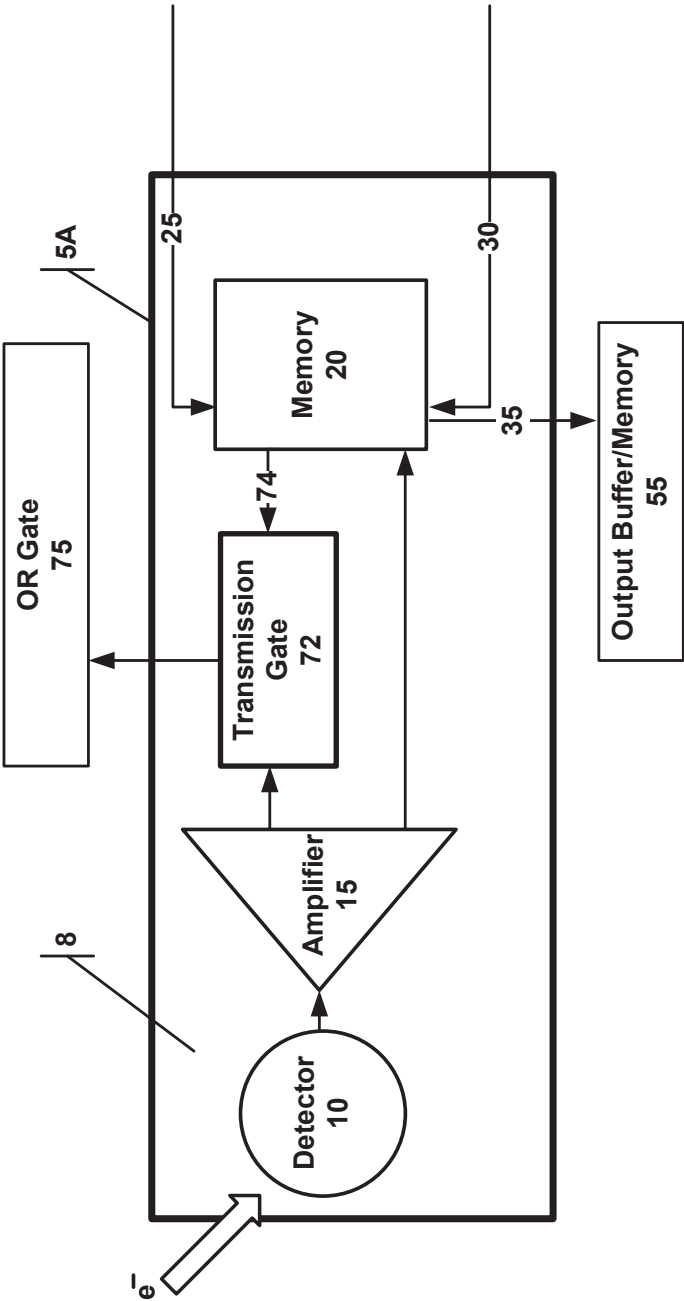 OR Gate
75
5A
8
25
Transmission
Gate
72
74
Memory
20
Amplifier
15
Detector
10
e⁻
30
35
Output Buffer/Memory
55